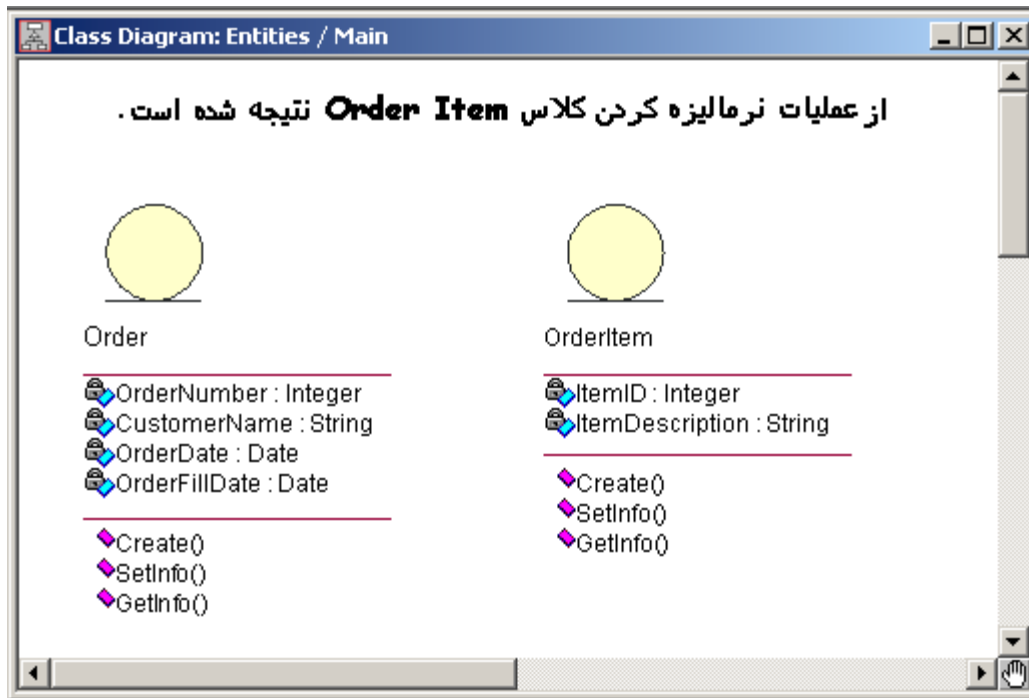 Class Diagram: Entities / Main
از عملیات نرمالیزه کردن کلاس Order Item نتیجه شده است.
Order
OrderNumber : Integer
CustomerName : String
OrderDate : Date
OrderFillDate : Date
Create()
SetInfo()
GetInfo()
OrderItem
ItemID : Integer
ItemDescription : String
Create()
SetInfo()
GetInfo()